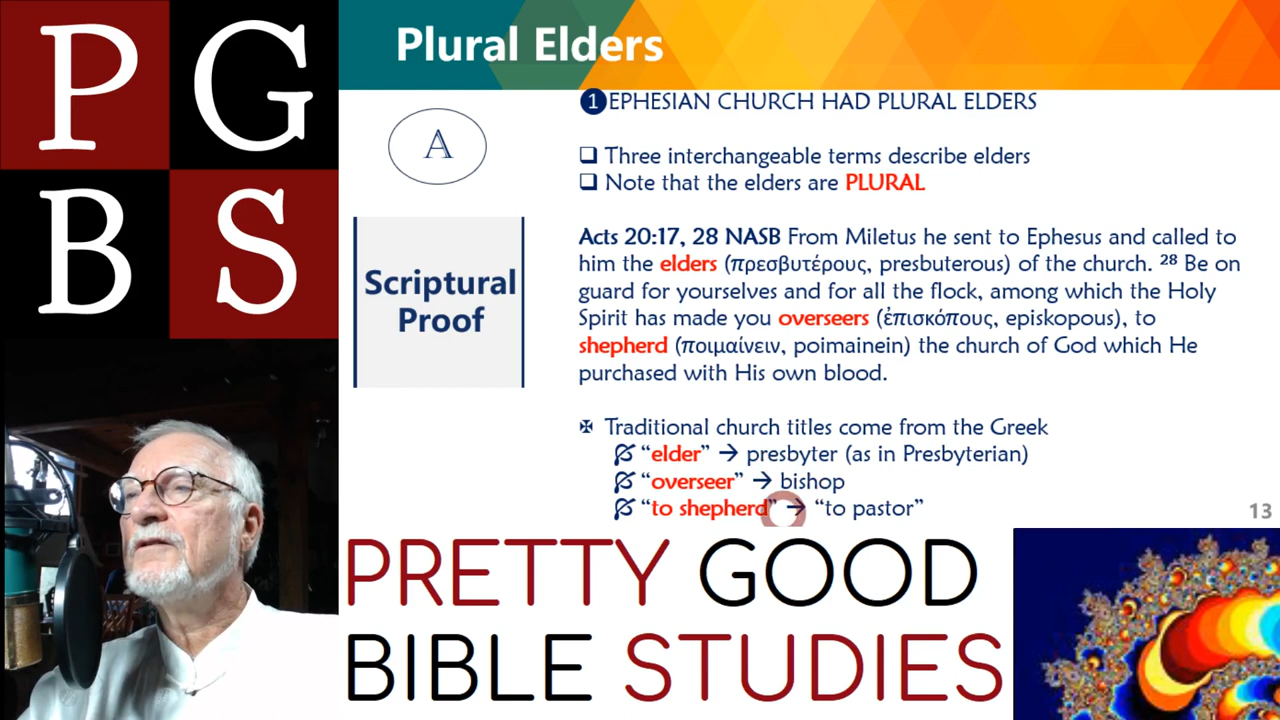 PG
BS
Plural Elders
A
Scriptural
Proof
1 EPHESIAN CHURCH HAD PLURAL ELDERS
❑ Three interchangeable terms describe elders
❑ Note that the elders are PLURAL
Acts 20:17, 28 NASB From Miletus he sent to Ephesus and called to
him the elders (πρεσβυτέρους, presbuterous) of the church. ²⁸ Be on
guard for yourselves and for all the flock, among which the Holy
Spirit has made you overseers (ἐπισκόπους, episkopous), to
shepherd (ποιμαίνειν, poimainein) the church of God which He
purchased with His own blood.
✠ Traditional church titles come from the Greek
“elder” → presbyter (as in Presbyterian)
“overseer” → bishop
“to shepherd” → “to pastor”
13
PRETTY GOOD
BIBLE STUDIES